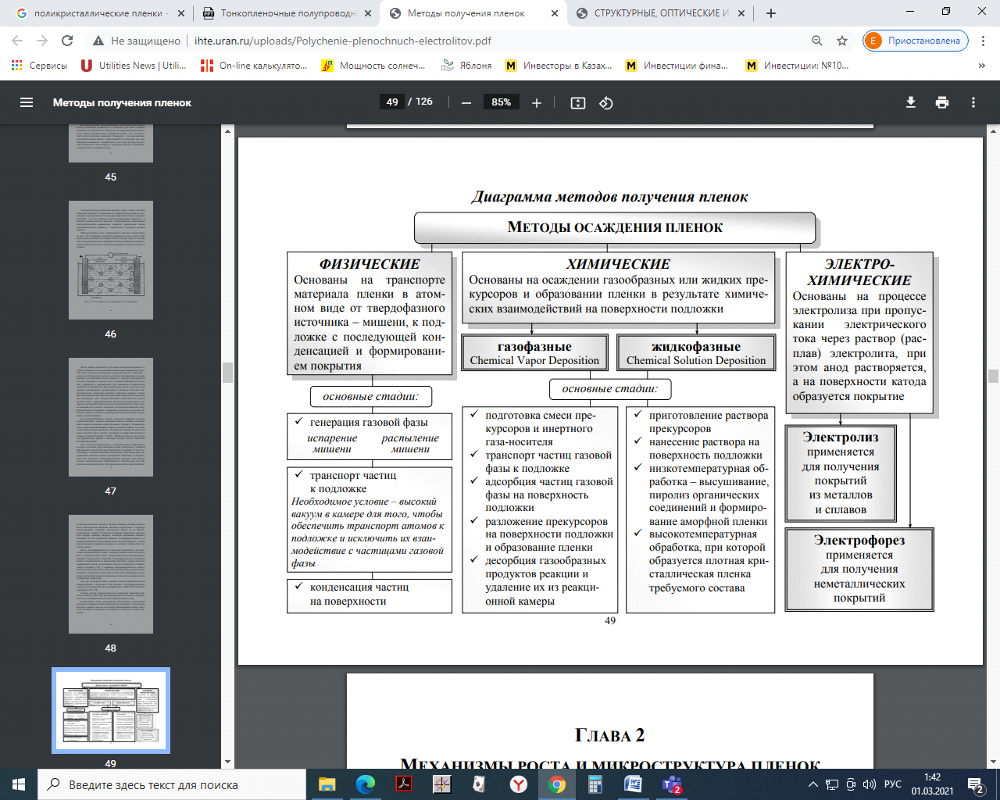 поликристаллические пленки -
Тонкопленочные полупроводни
Методы получения пленок
СТРУКТУРНЫЕ, ОПТИЧЕСКИЕ И
Не защищено
ihte.uran.ru/uploads/Polychenie-plenochnuch-electrolitov.pdf
E
Приостановлена
Сервисы
Utilities News | Utili...
On-line калькулято...
Мощность солнеч...
Яблоня
Инвесторы в Казах...
Инвестиции фина...
Инвестиции: №10...
»
Методы получения пленок
49 / 126
85%
45
46
47
48
49
Диаграмма методов получения пленок
МЕТОДЫ ОСАЖДЕНИЯ ПЛЕНОК
ФИЗИЧЕСКИЕ
Основаны на транспорте
материала пленки в атом-
ном виде от твердофазного
источника – мишени, к под-
ложке с последующей кон-
денсацией и формировани-
ем покрытия
основные стадии:
генерация газовой фазы
испарение распыление
мишени мишени
транспорт частиц
к подложке
Необходимое условие – высокий
вакуум в камере для того, чтобы
обеспечить транспорт атомов к
подложке и исключить их взаи-
модействие с частицами газовой
фазы
конденсация частиц
на поверхности
ХИМИЧЕСКИЕ
Основаны на осаждении газообразных или жидких пре-
курсоров и образовании пленки в результате химиче-
ских взаимодействий на поверхности подложки
газофазные
Chemical Vapor Deposition
жидкофазные
Chemical Solution Deposition
основные стадии:
подготовка смеси пре-
курсоров и инертного
газа-носителя
транспорт частиц газовой
фазы к подложке
адсорбция частиц газовой
фазы на поверхность
подложки
разложение прекурсоров
на поверхности подложки
и образование пленки
десорбция газообразных
продуктов реакции и
удаление их из реакци-
онной камеры
приготовление раствора
прекурсоров
нанесение раствора на
поверхность подложки
низкотемпературная об-
работка – высушивание,
пиролиз органических
соединений и формиро-
вание аморфной пленки
высокотемпературная
обработка, при которой
образуется плотная кри-
сталлическая пленка
требуемого состава
ЭЛЕКТРО-
ХИМИЧЕСКИЕ
Основаны на процессе
электролиза при пропус-
кании электрического
тока через раствор (рас-
плав) электролита, при
этом анод растворяется,
а на поверхности катода
образуется покрытие
Электролиз
применяется
для получения
покрытий
из металлов
и сплавов
Электрофорез
применяется
для получения
неметаллических
покрытий
49
ГЛАВА 2
МЕХАНИЗМЫ РОСТА И МИКРОСТРУКТУРА ПЛЕНОК
Введите здесь текст для поиска
2
РУС
1:42
01.03.2021
2